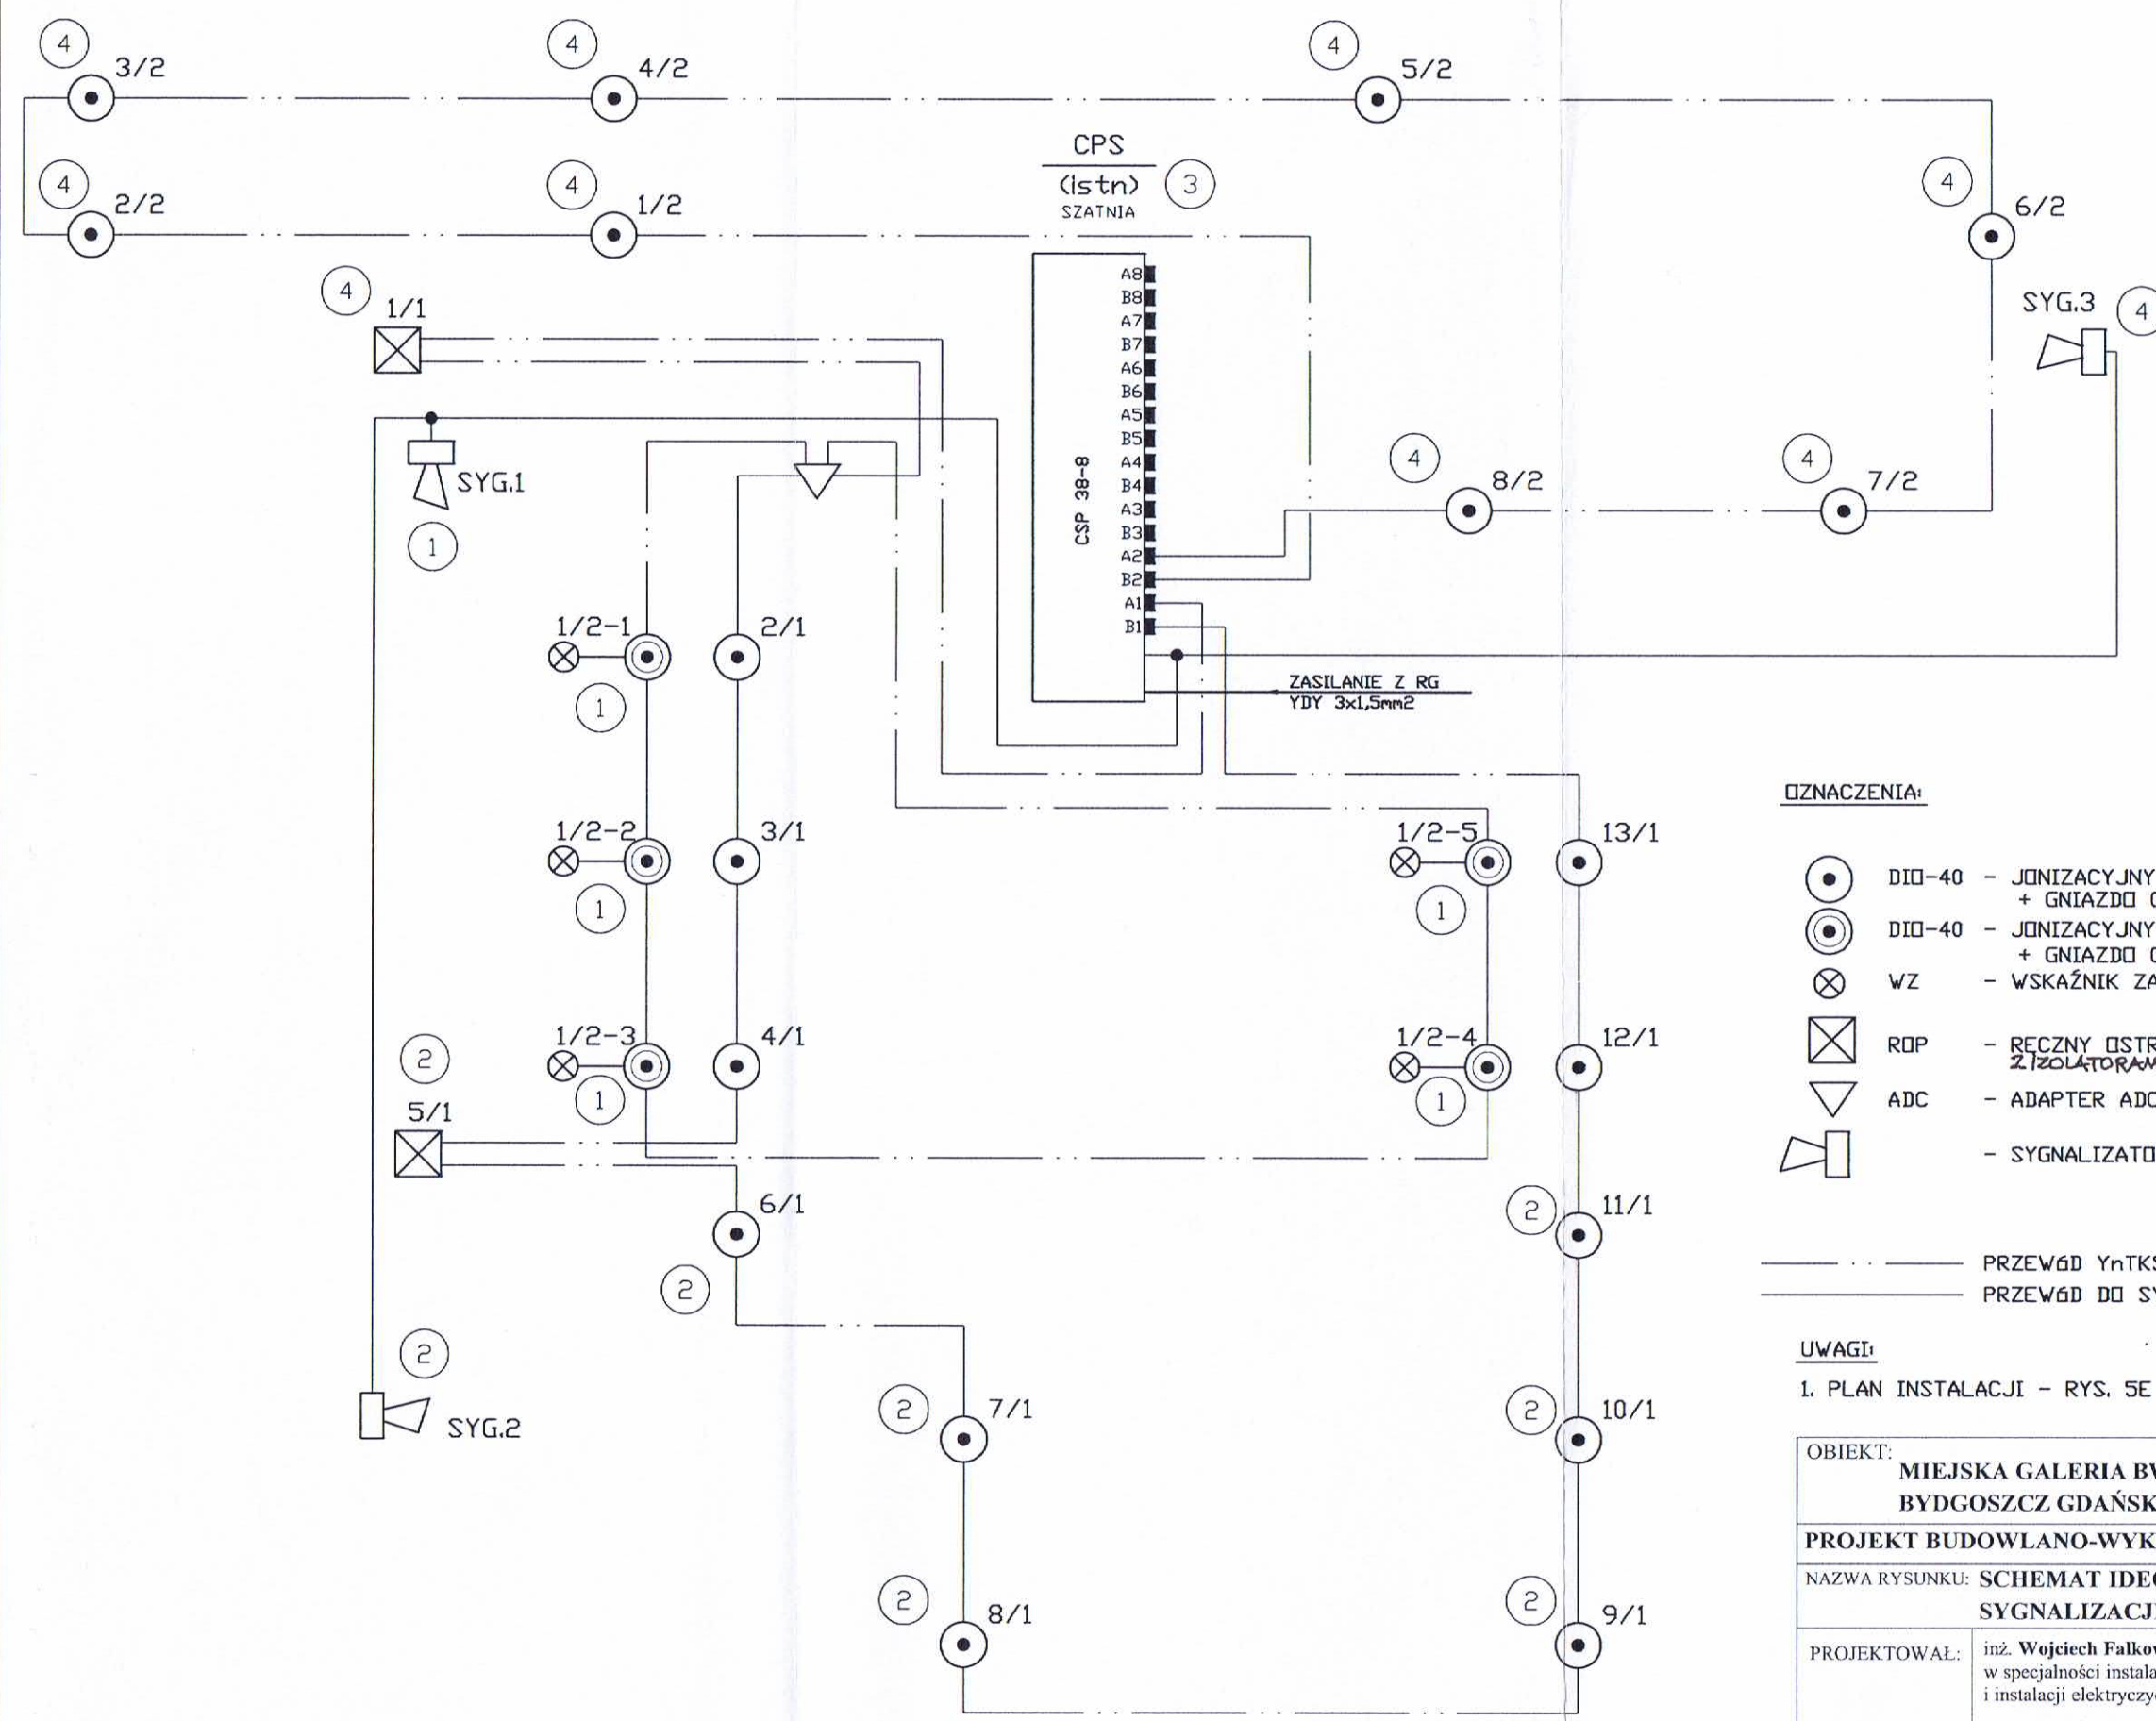 4
3/2
4
4/2
4
5/2
4
2/2
4
1/2
CPS
(istn)
SZATNIA
3
4
6/2
4
1/1
SYG.3
4
A8
B8
A7
B7
A6
B6
A5
B5
A4
B4
A3
B3
A2
B2
A1
B1
CSP 38-8
SYG.1
1
4
8/2
4
7/2
1/2-1
1
2/1
ZASILANIE Z RG
YDY 3x1,5mm2
1/2-2
1
3/1
1/2-5
1
13/1
1/2-3
1
4/1
1/2-4
1
12/1
2
5/1
6/1
2
2
11/1
2
SYG.2
2
7/1
2
10/1
2
8/1
2
9/1
OZNACZENIA:
DIO-40 - JONIZACYJNY
+ GNIAZDO
DIO-40 - JONIZACYJNY
+ GNIAZDO
WZ - WSKAŹNIK ZA
ROP - RĘCZNY OSTR
Z IZOLATORAM
ADC - ADAPTER ADC
- SYGNALIZATO
PRZEWÓD YnTKS
PRZEWÓD DO SY
UWAGI:
1. PLAN INSTALACJI - RYS. 5E
OBIEKT:
MIEJSKA GALERIA BW
BYDGOSZCZ GDAŃSK
PROJEKT BUDOWLANO-WYK
NAZWA RYSUNKU: SCHEMAT IDEO
SYGNALIZACJI
PROJEKTOWAŁ:
inż. Wojciech Falkow
w specjalności instala
i instalacji elektryczy